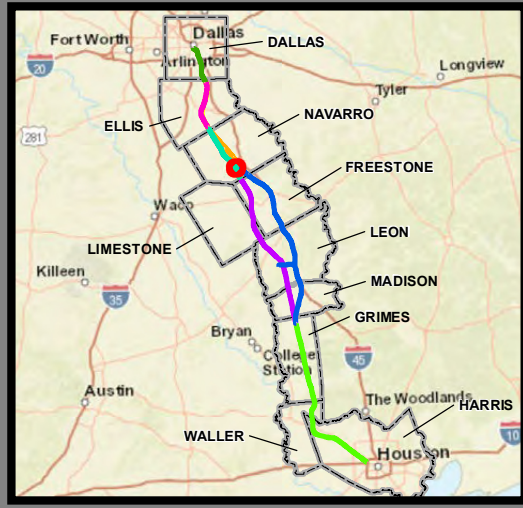 Dallas
Fort Worth
DALLAS
Arlington
20
Longview
Tyler
ELLIS
NAVARRO
281
FREESTONE
Waco
LEON
LIMESTONE
Killeen
MADISON
35
GRIMES
Bryan
College
Station
45
Austin
The Woodlands
HARRIS
WALLER
10
Houston